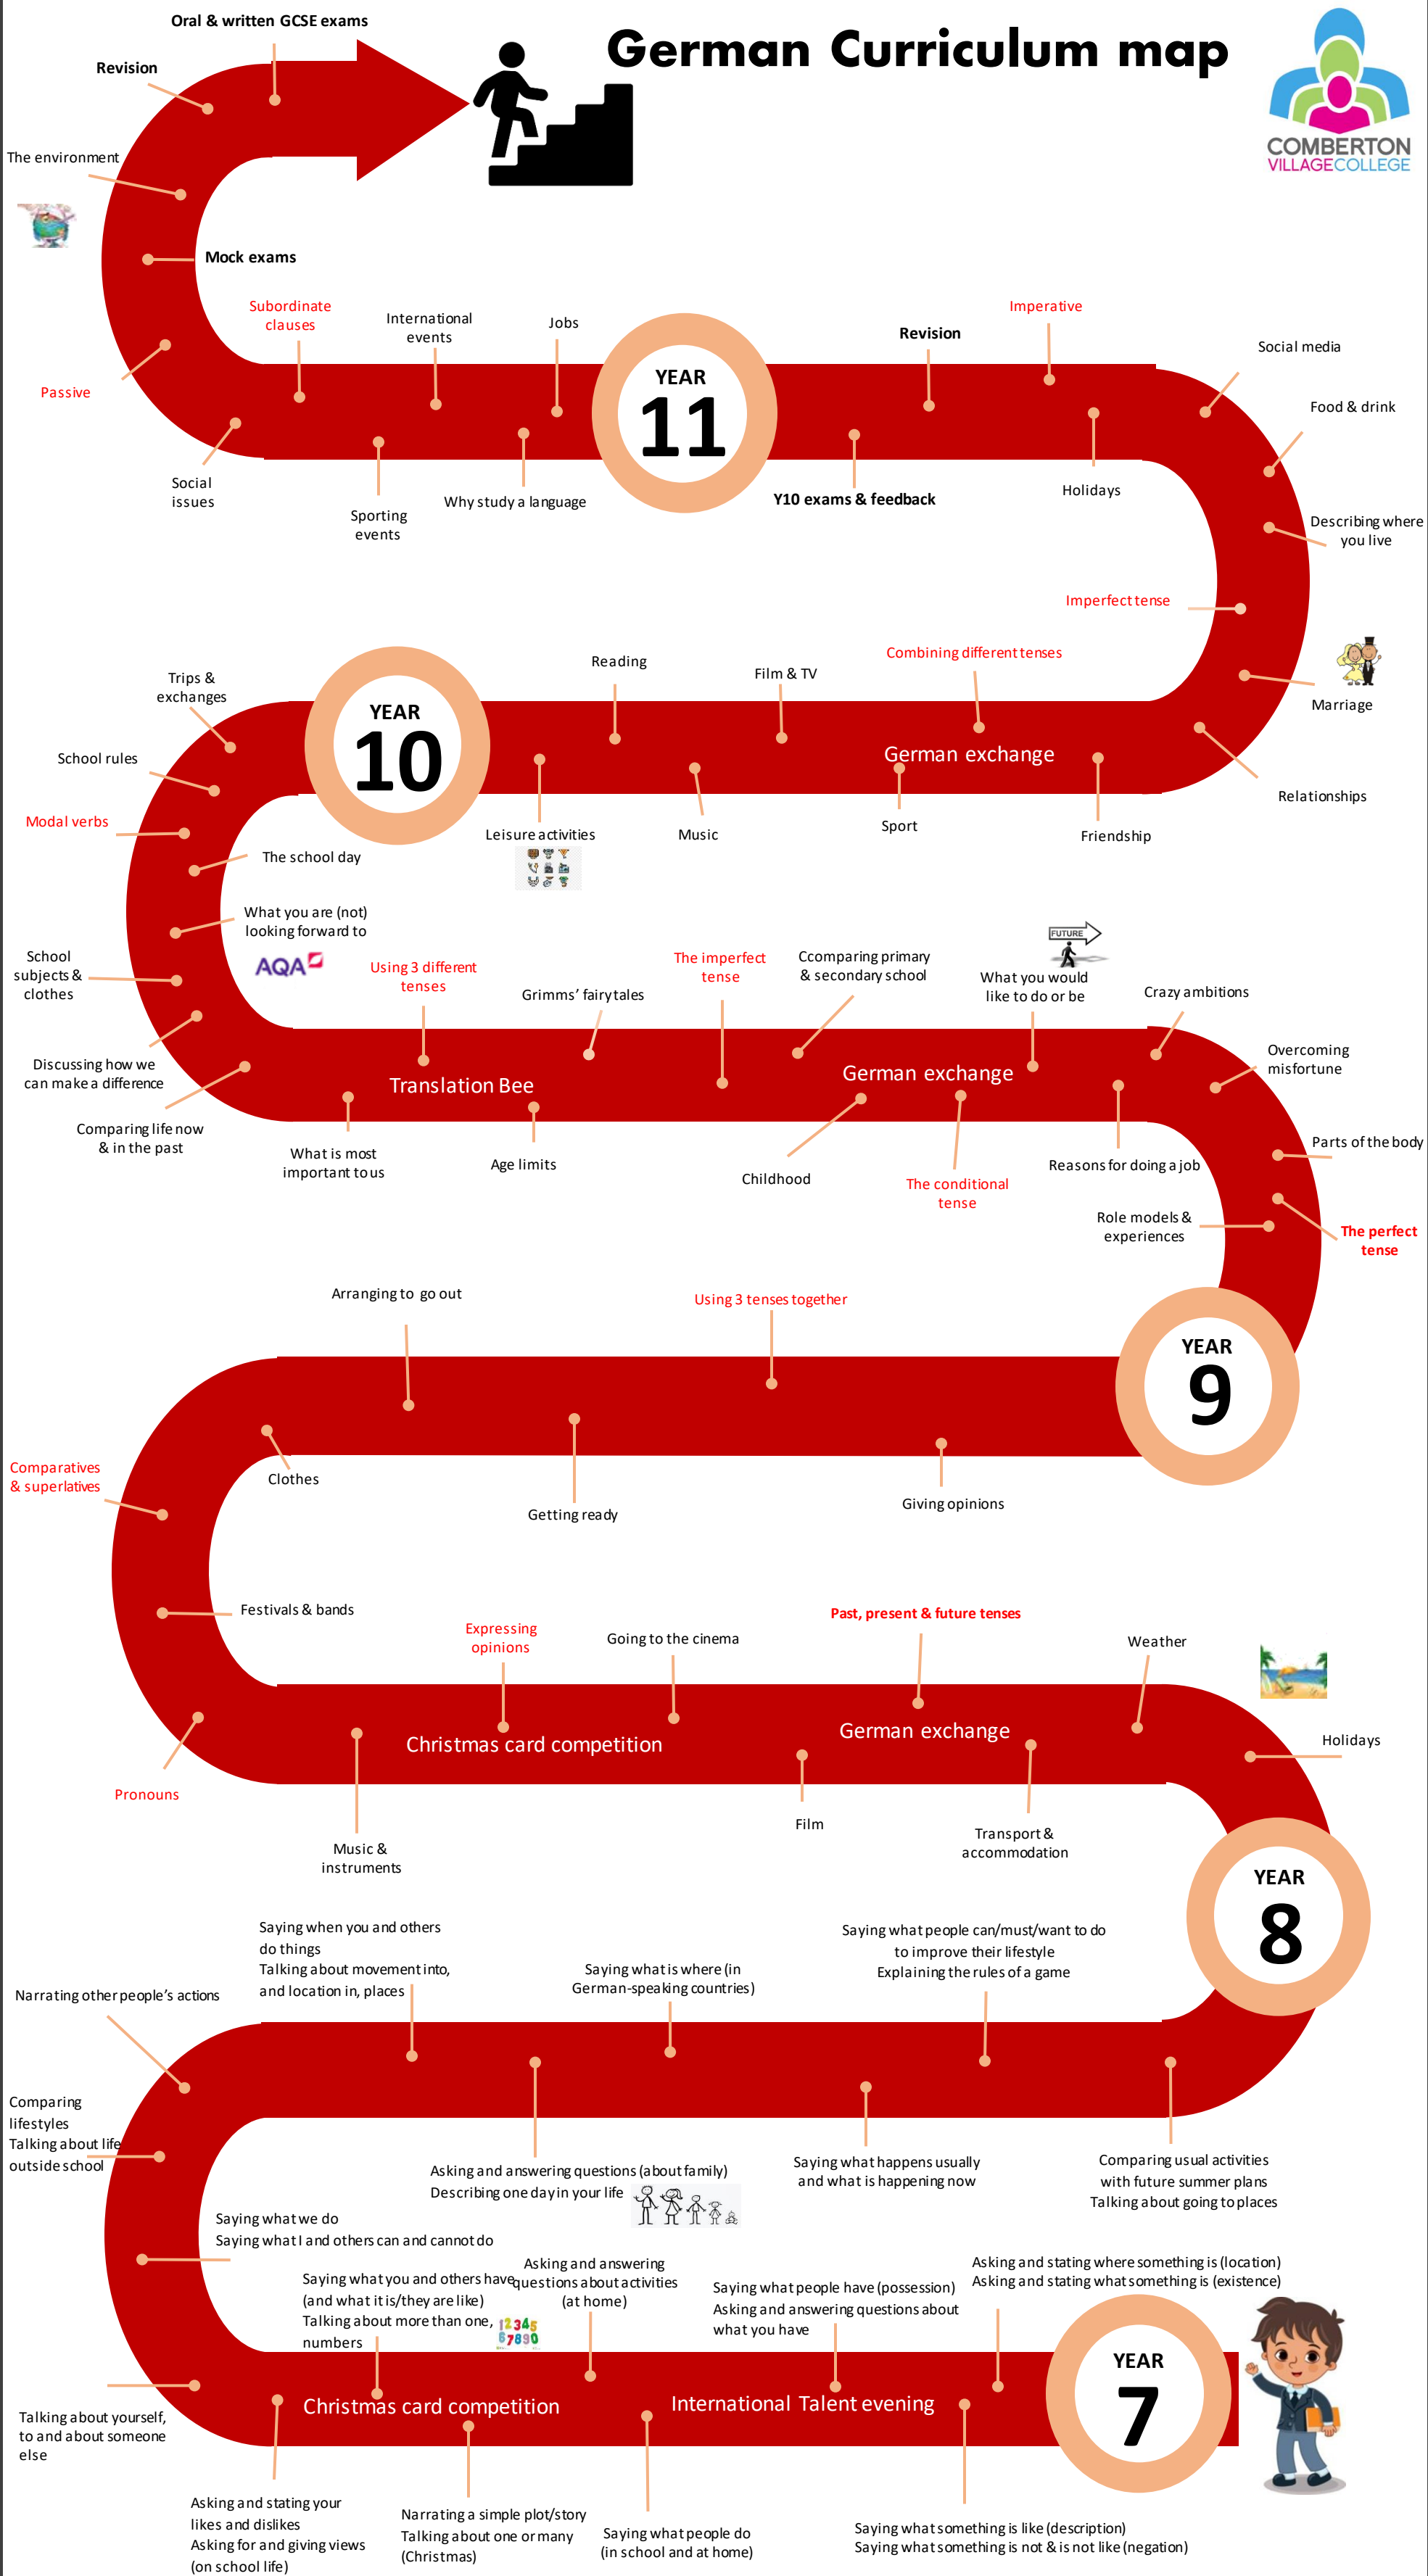 Oral & written GCSE exams
German Curriculum map
Revision
COMBERTON
VILLAGECOLLEGE
The environment
Mock exams
Subordinate
clauses
International
events
Jobs
Passive
Social
issues
Sporting
events
Why study a language
YEAR
11
Revision
Imperative
Social media
Food & drink
Y10 exams & feedback
Holidays
Describing where
you live
Imperfect tense
Marriage
Relationships
Combining different tenses
Film & TV
Reading
German exchange
Friendship
Sport
Music
Leisure activities
YEAR
10
Trips &
exchanges
School rules
Modal verbs
The school day
What you are (not)
looking forward to
AQA
School
subjects &
clothes
Discussing how we
can make a difference
Comparing life now
& in the past
Using 3 different
tenses
Grimms' fairy tales
The imperfect
tense
Ccomparing primary
& secondary school
FUTURE
What you would
like to do or be
Crazy ambitions
Overcoming
misfortune
Translation Bee
German exchange
What is most
important to us
Age limits
Childhood
The conditional
tense
Reasons for doing a job
Parts of the body
Role models &
experiences
The perfect
tense
YEAR
9
Arranging to go out
Using 3 tenses together
Clothes
Getting ready
Giving opinions
Comparatives
& superlatives
Festivals & bands
Pronouns
Expressing
opinions
Going to the cinema
Past, present & future tenses
Weather
Holidays
Christmas card competition
German exchange
Music &
instruments
Film
Transport &
accommodation
YEAR
8
Saying when you and others
do things
Talking about movement into,
and location in, places
Saying what is where (in
German-speaking countries)
Saying what people can/must/want to do
to improve their lifestyle
Explaining the rules of a game
Narrating other people's actions
Comparing
lifestyles
Talking about life
outside school
Asking and answering questions (about family)
Describing one day in your life
Saying what happens usually
and what is happening now
Comparing usual activities
with future summer plans
Talking about going to places
Saying what we do
Saying what I and others can and cannot do
Saying what you and others have
(and what it is/they are like)
Talking about more than one,
numbers
1 2 3 4 5
6 7 8 9 0
Asking and answering
questions about activities
(at home)
Saying what people have (possession)
Asking and answering questions about
what you have
Asking and stating where something is (location)
Asking and stating what something is (existence)
Christmas card competition
International Talent evening
YEAR
7
Talking about yourself,
to and about someone
else
Asking and stating your
likes and dislikes
Asking for and giving views
(on school life)
Narrating a simple plot/story
Talking about one or many
(Christmas)
Saying what people do
(in school and at home)
Saying what something is like (description)
Saying what something is not & is not like (negation)